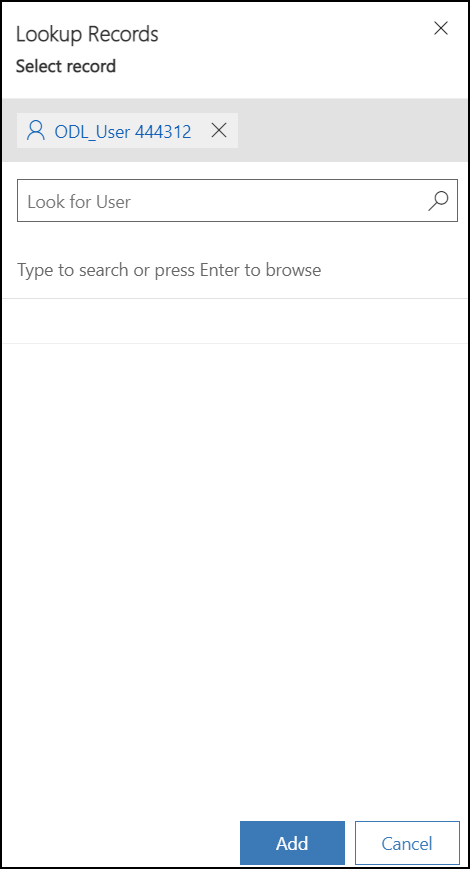 Lookup Records
Select record
ODL_User 444312
Look for User
Type to search or press Enter to browse
Add
Cancel